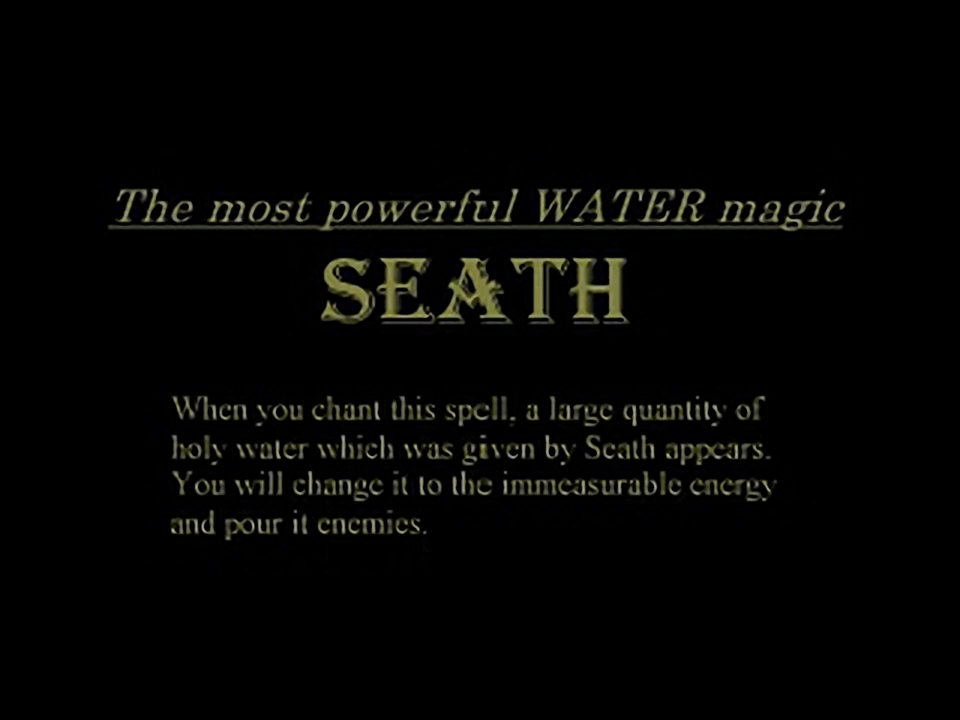 The most powerful WATER magic
SEATH
When you chant this spell, a large quantity of
holy water which was given by Seath appears.
You will change it to the immeasurable energy
and pour it enemies.